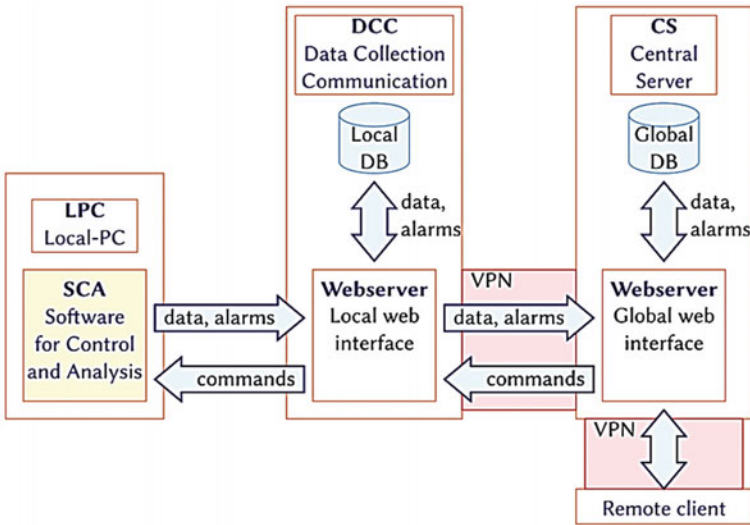 DCC
Data Collection
Communication
Local
DB
data,
alarms
CS
Central
Server
Global
DB
data,
alarms
LPC
Local-PC
SCA
Software
for Control
and Analysis
data, alarms
commands
Webserver
Local web
interface
VPN
data, alarms
commands
Webserver
Global web
interface
VPN
Remote client